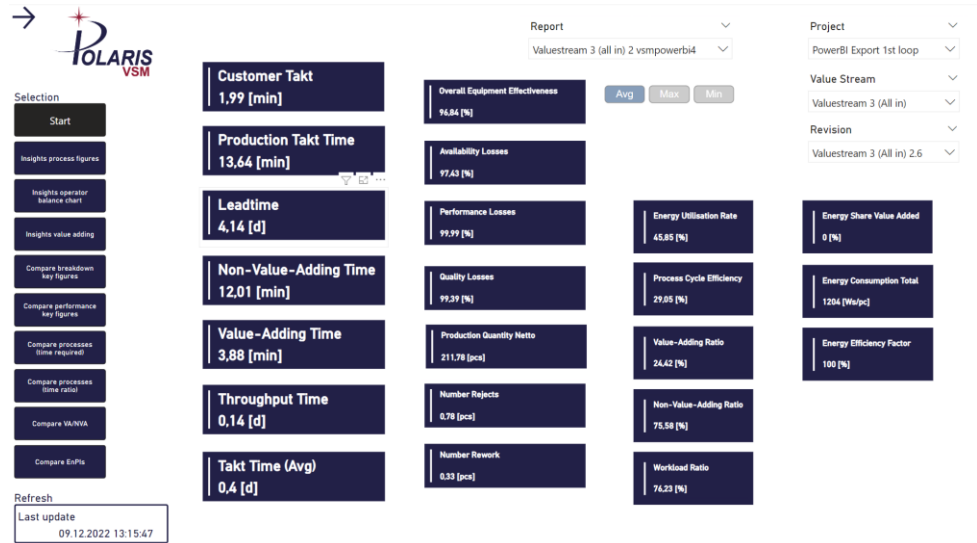 POLARIS
VSM
Selection
Start
Insights process figures
Insights operator
balance chart
Insights value adding
Compare breakdown
key figures
Compare performance
key figures
Compare processes
(time required)
Compare processes
(time ratio)
Compare VA/NVA
Compare EnPIs
Refresh
Last update
09.12.2022 13:15:47
Customer Takt
1,99 [min]
Production Takt Time
13,64 [min]
Leadtime
4,14 [d]
Non-Value-Adding Time
12,01 [min]
Value-Adding Time
3,88 [min]
Throughput Time
0,14 [d]
Takt Time (Avg)
0,4 [d]
Overall Equipment Effectiveness
96,84 [%]
Availability Losses
97,43 [%]
Performance Losses
99,99 [%]
Quality Losses
99,39 [%]
Production Quantity Netto
211,78 [pcs]
Number Rejects
0,78 [pcs]
Number Rework
0,33 [pcs]
Report
Valuestream 3 (all in) 2 vsmpowerbi4
Avg Max Min
Energy Utilisation Rate
45,85 [%]
Process Cycle Efficiency
29,05 [%]
Value-Adding Ratio
24,42 [%]
Non-Value-Adding Ratio
75,58 [%]
Workload Ratio
76,23 [%]
Project
PowerBI Export 1st loop
Value Stream
Valuestream 3 (All in)
Revision
Valuestream 3 (All in) 2.6
Energy Share Value Added
0 [%]
Energy Consumption Total
1204 [Ws/pc]
Energy Efficiency Factor
100 [%]